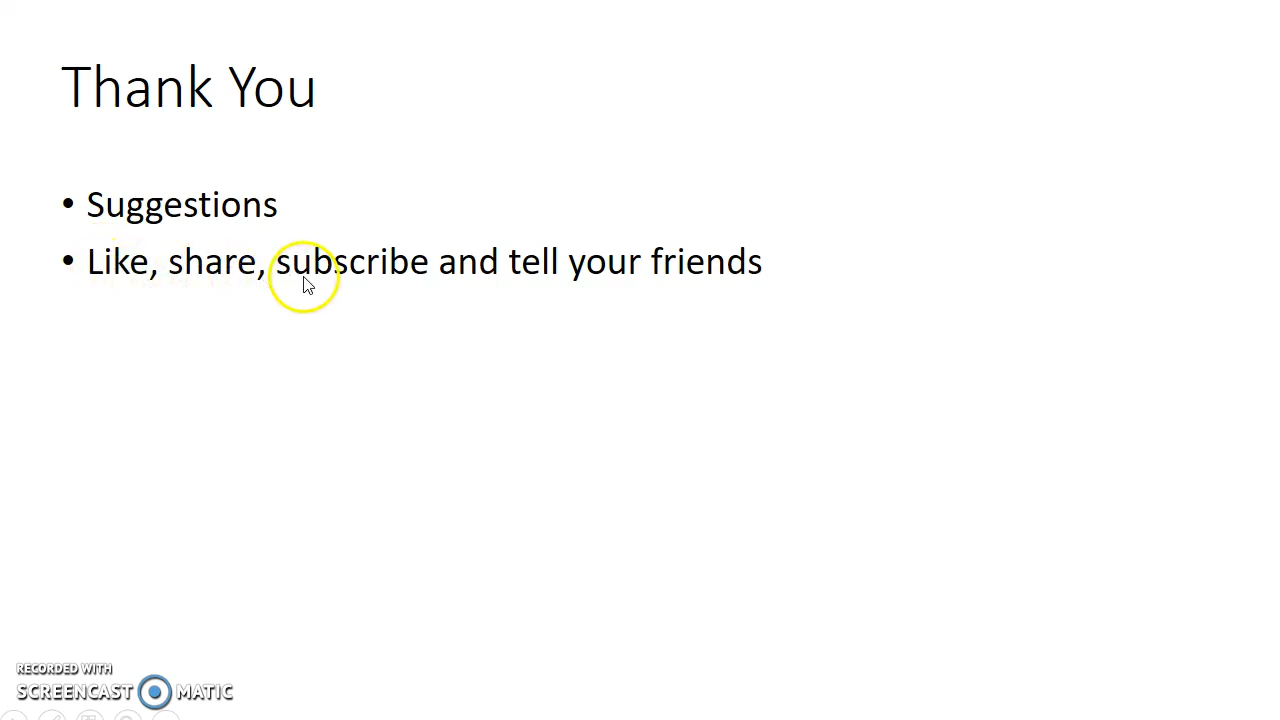 Thank You
• Suggestions
• Like, share, subscribe and tell your friends
RECORDED WITH
SCREENCAST MATIC